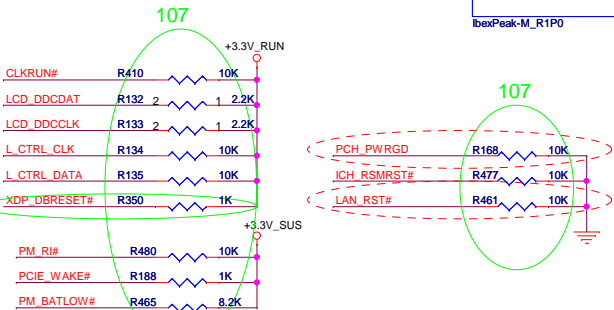 107
IbexPeak-M_R1P0
+3.3V_RUN
CLKRUN# R410 10K
LCD_DDCDAT R132 2 1 2.2K
LCD_DDCCLK R133 2 1 2.2K
L_CTRL_CLK R134 10K
L_CTRL_DATA R135 10K
XDP_DBRESET# R350 1K
+3.3V_SUS
PM_RI# R480 10K
PCIE_WAKE# R188 1K
PM_BATLOW# R465 8.2K
107
PCH_PWRGD R168 10K
ICH_RSMRST# R477 10K
LAN_RST# R461 10K